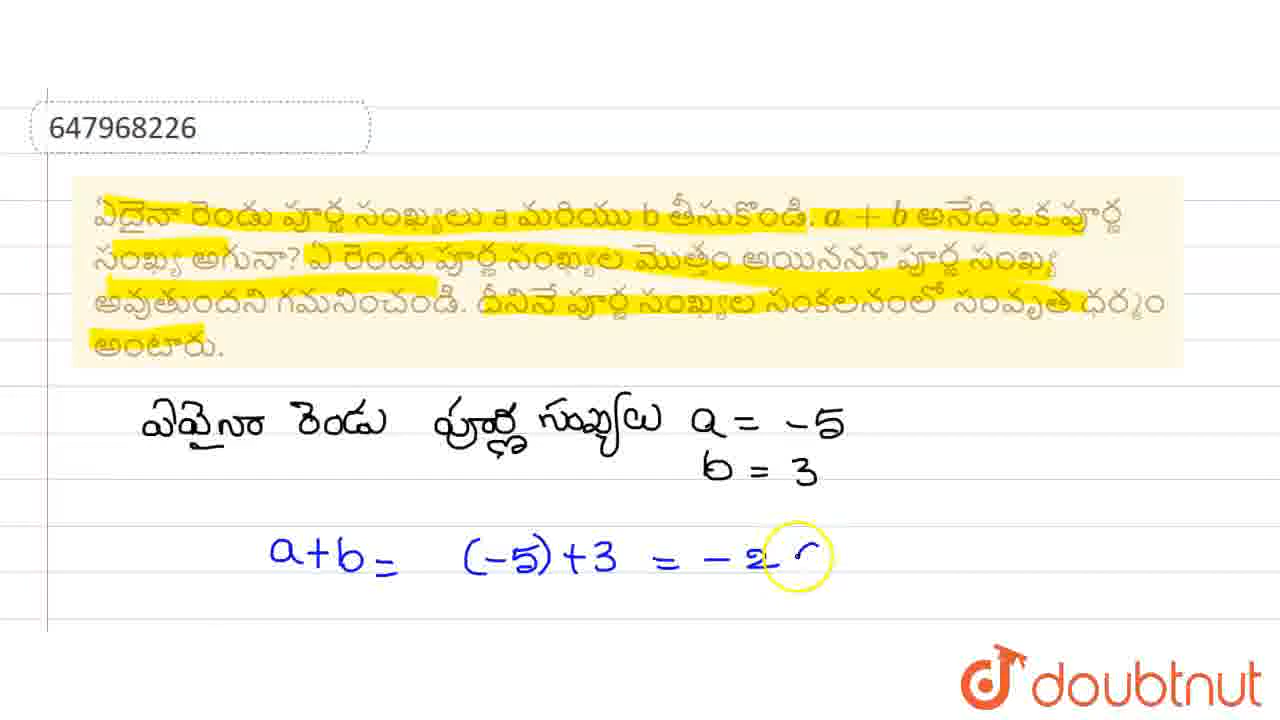 647968226
ఏదైనా రెండు పూర్ణ సంఖ్యలు a మరియు b తీసుకొండి. a + b అనేది ఒక పూర్ణ
సంఖ్య అగునా? ఏ రెండు పూర్ణ సంఖ్యల మొత్తం అయిననూ పూర్ణ సంఖ్య
అవుతుందని గమనించండి. దీనినే పూర్ణ సంఖ్యల సంకలనంలో సంవృత ధర్మం
అంటారు.
ఏవైనా రెండు పూర్ణ సంఖ్యలు a = -5
b = 3
a+b = (-5)+3 = -2
doubtnut